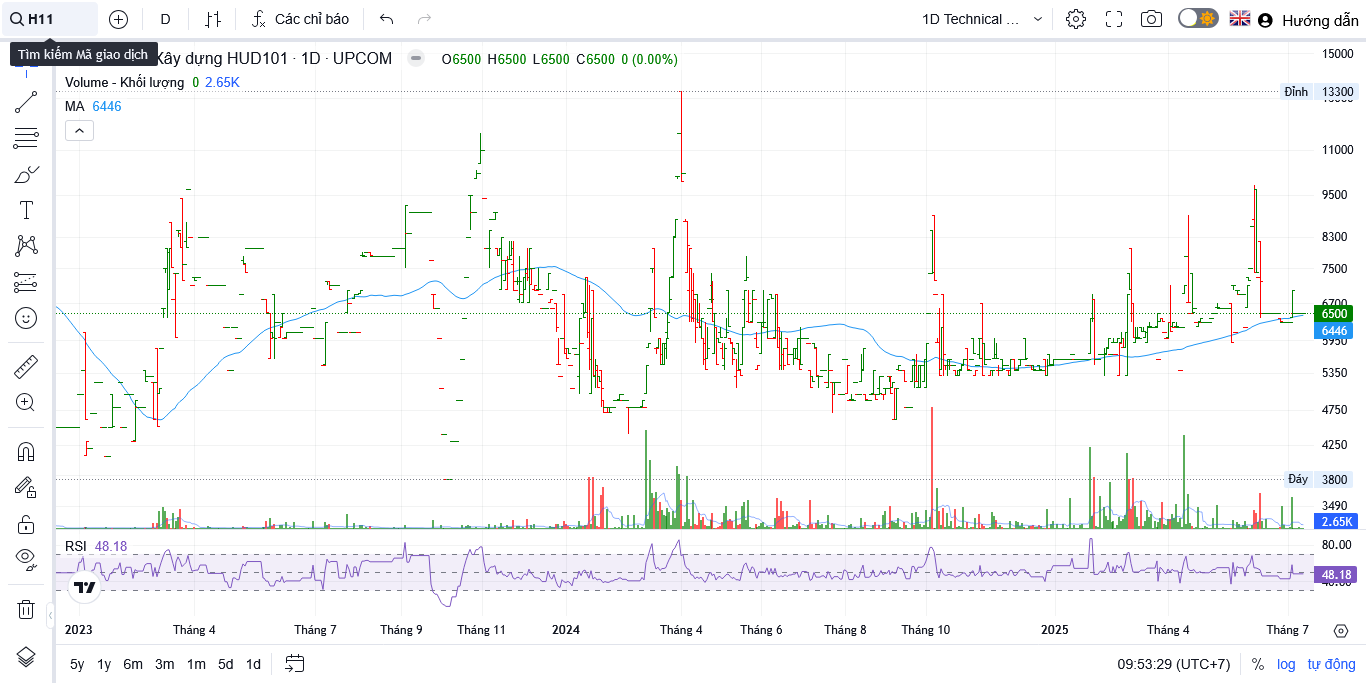 H11 D Các chỉ báo 1D Technical ... Hướng dẫn
Tìm kiếm Mã giao dịch
Xây dựng HUD101 · 1D · UPCOM O6500 H6500 L6500 C6500 0 (0.00%)
Volume - Khối lượng 0 2.65K
MA 6446
15000
Đỉnh 13300
11000
9500
8300
7500
6700
6500
6446
5950
5350
4750
4250
Đáy 3800
3490
2.65K
RSI 48.18
80.00
48.18
40.00
2023 Tháng 4 Tháng 7 Tháng 9 Tháng 11 2024 Tháng 4 Tháng 6 Tháng 8 Tháng 10 2025 Tháng 4 Tháng 7
5y 1y 6m 3m 1m 5d 1d 09:53:29 (UTC+7) % log tự động